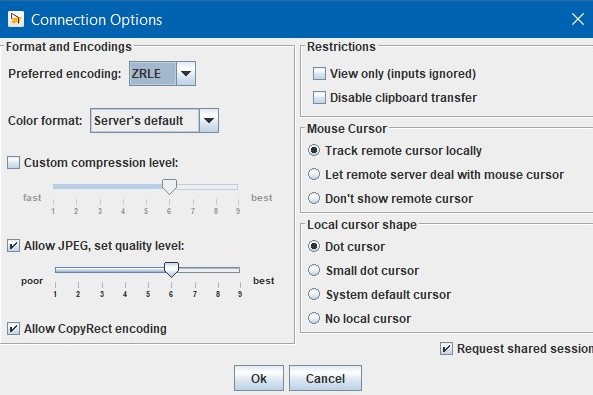 Connection Options
Format and Encodings
Preferred encoding: ZRLE
Color format: Server's default
Custom compression level:
fast best
1 2 3 4 5 6 7 8 9
Allow JPEG, set quality level:
poor best
1 2 3 4 5 6 7 8 9
Allow CopyRect encoding
Restrictions
View only (inputs ignored)
Disable clipboard transfer
Mouse Cursor
Track remote cursor locally
Let remote server deal with mouse cursor
Don't show remote cursor
Local cursor shape
Dot cursor
Small dot cursor
System default cursor
No local cursor
Request shared session
Ok Cancel